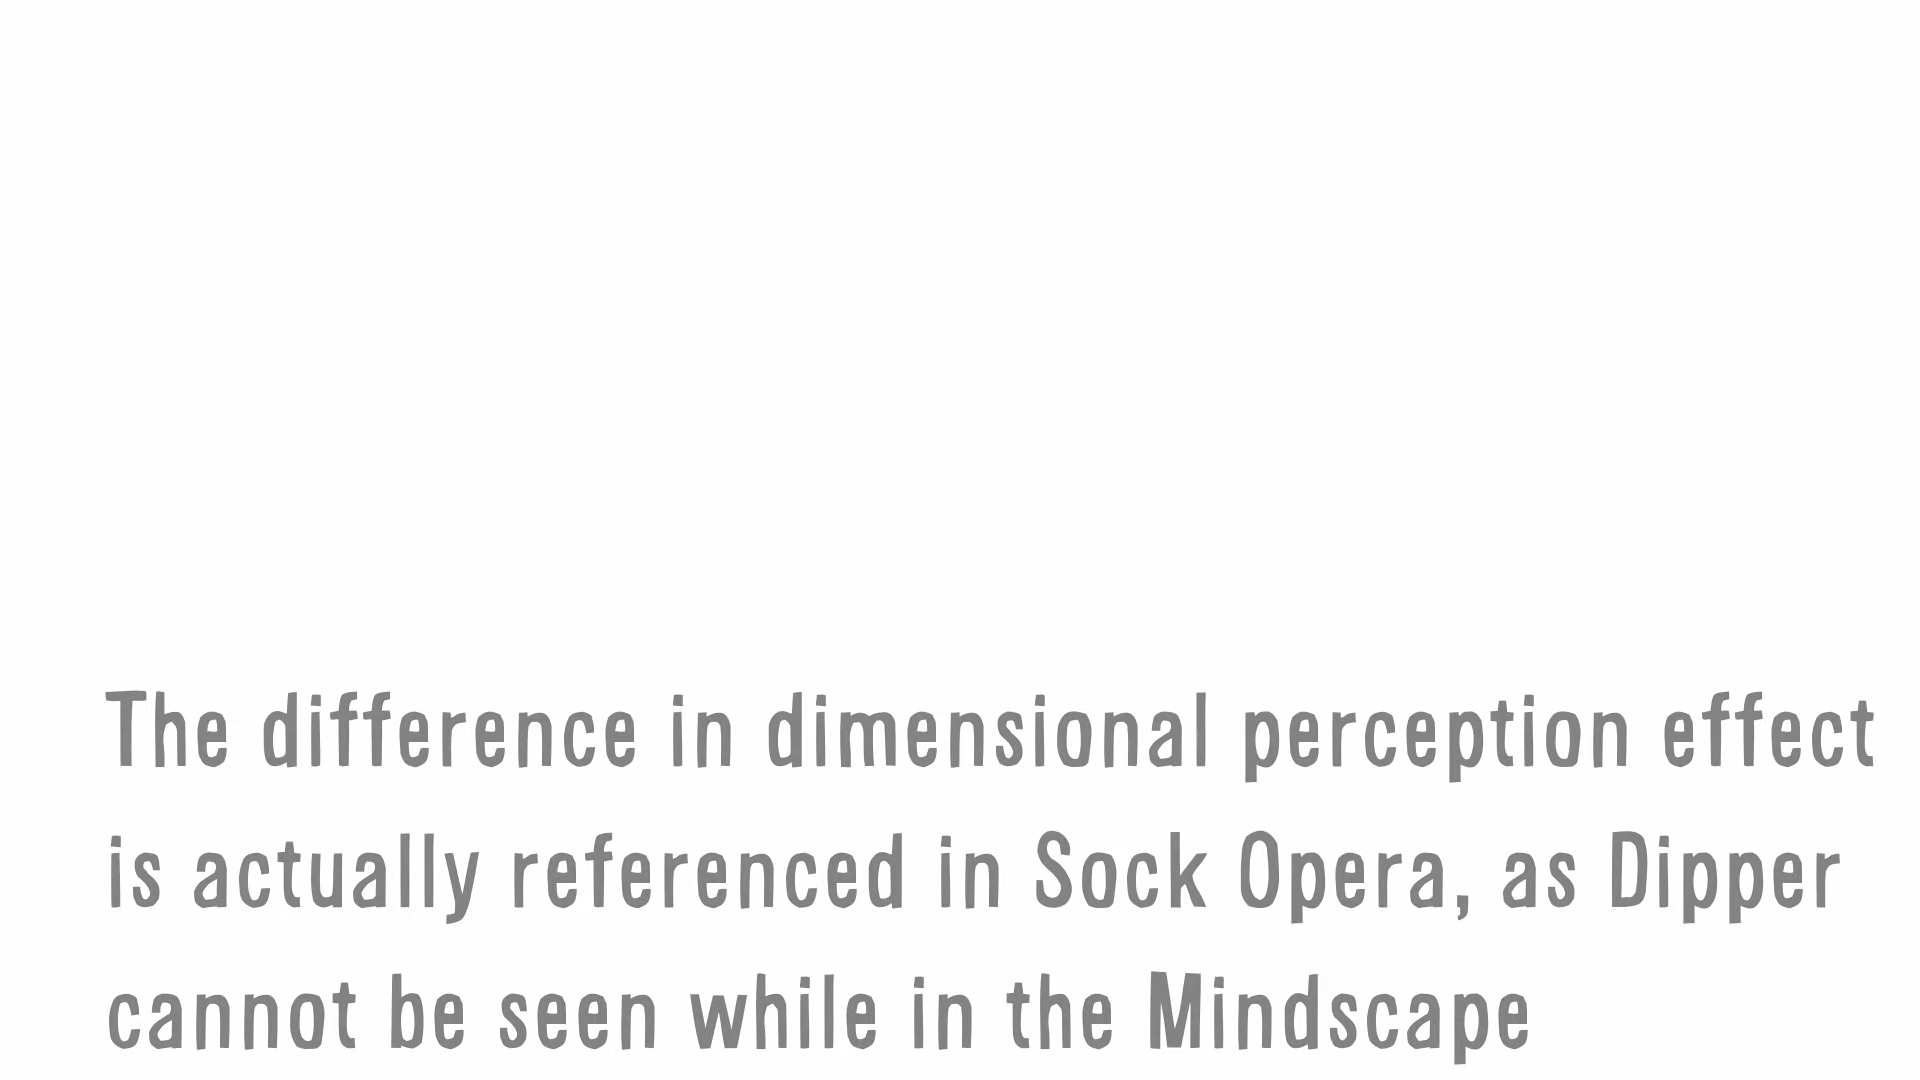 The difference in dimensional perception effect
is actually referenced in Sock Opera, as Dipper
cannot be seen while in the Mindscape